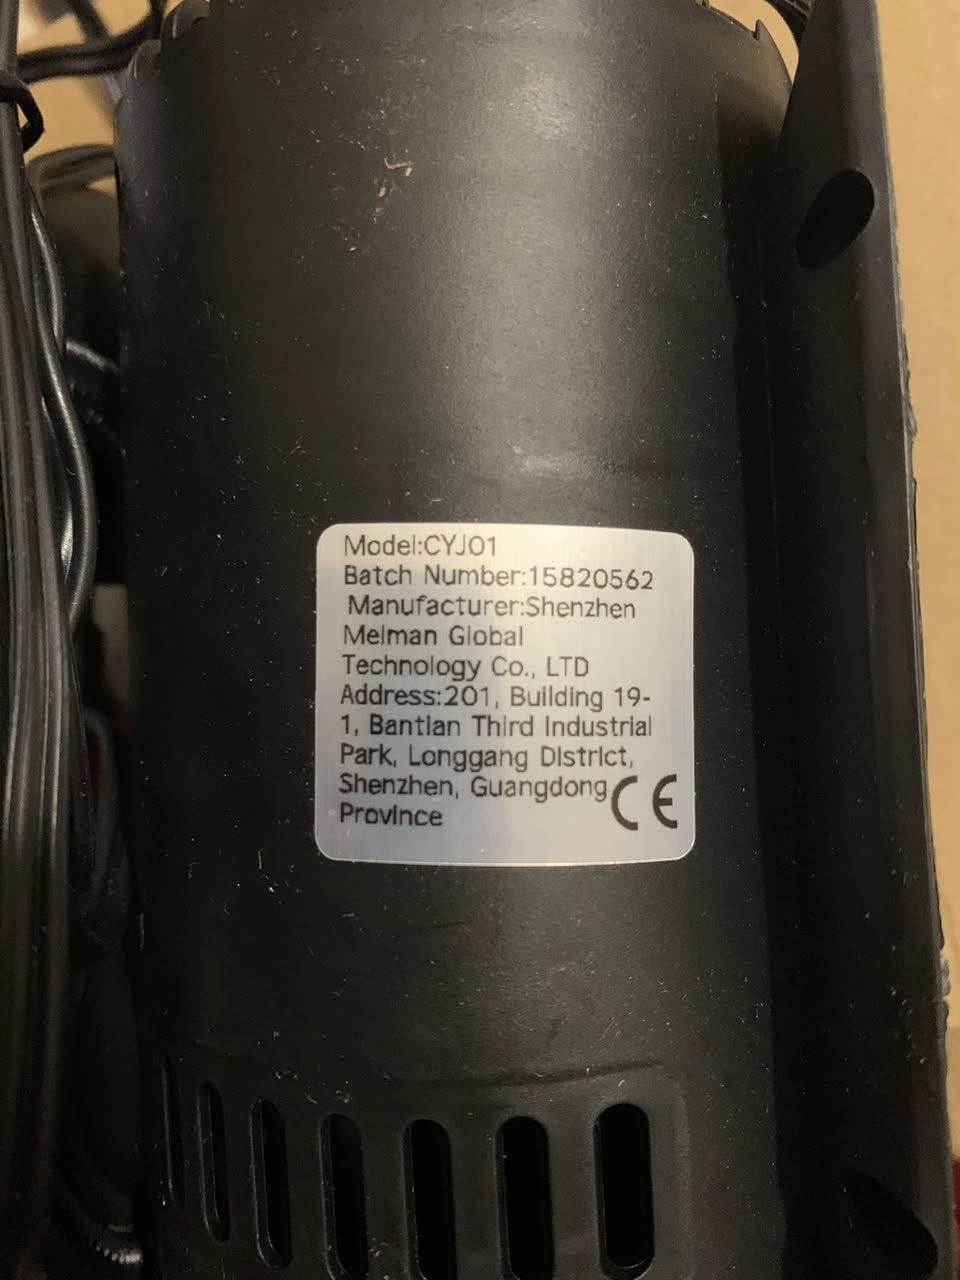 Model:CYJ01
Batch Number:15820562
Manufacturer:Shenzhen
Melman Global
Technology Co., LTD
Address:201, Building 19-
1, Bantian Third Industrial
Park, Longgang District,
Shenzhen, Guangdong
Province
CE